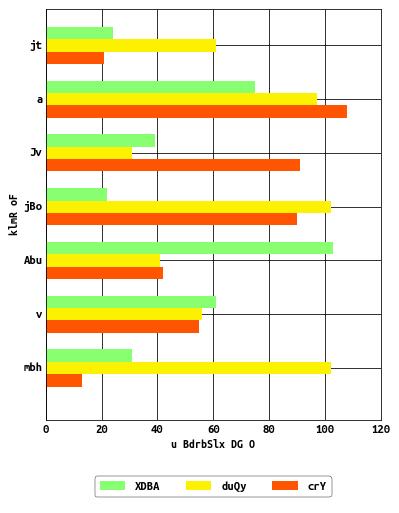 jt
a
Jv
jBo
Abu
v
mbh
klmR oF
0 20 40 60 80 100 120
u BdrbSlx DG O
XDBA duQy crY